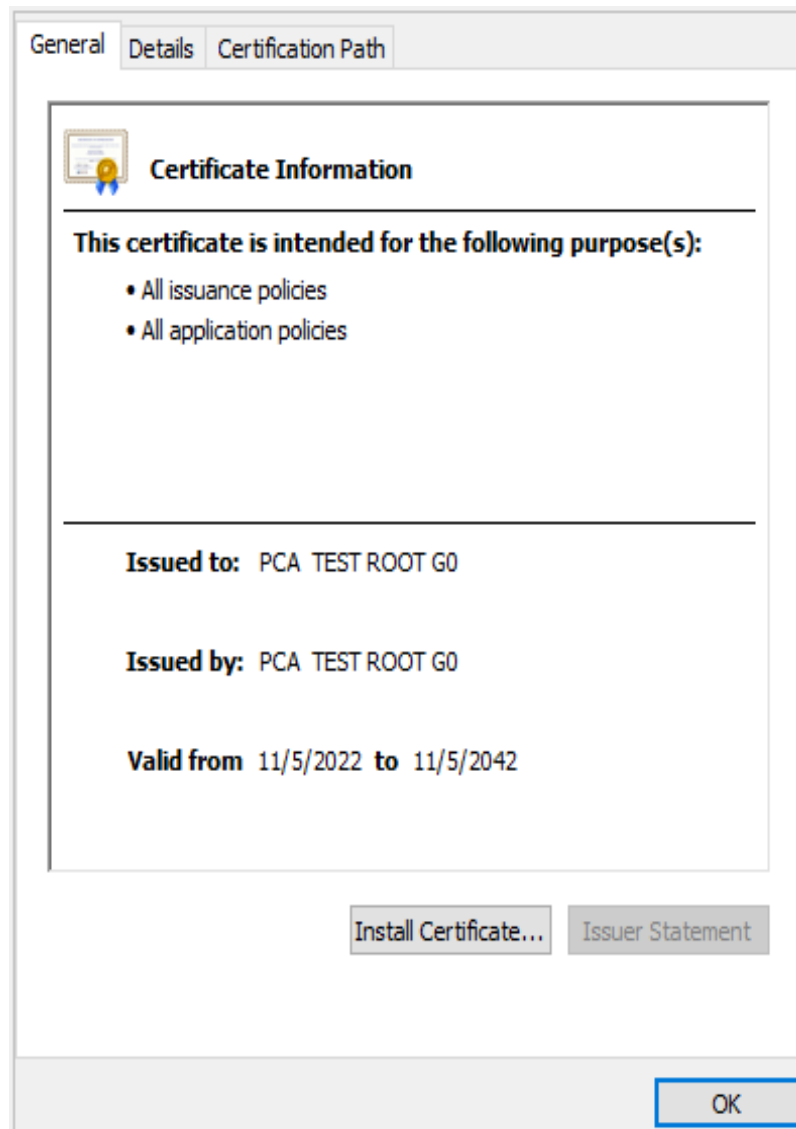 General Details Certification Path
Certificate Information
This certificate is intended for the following purpose(s):
• All issuance policies
• All application policies
Issued to: PCA TEST ROOT G0
Issued by: PCA TEST ROOT G0
Valid from 11/5/2022 to 11/5/2042
Install Certificate... Issuer Statement
OK